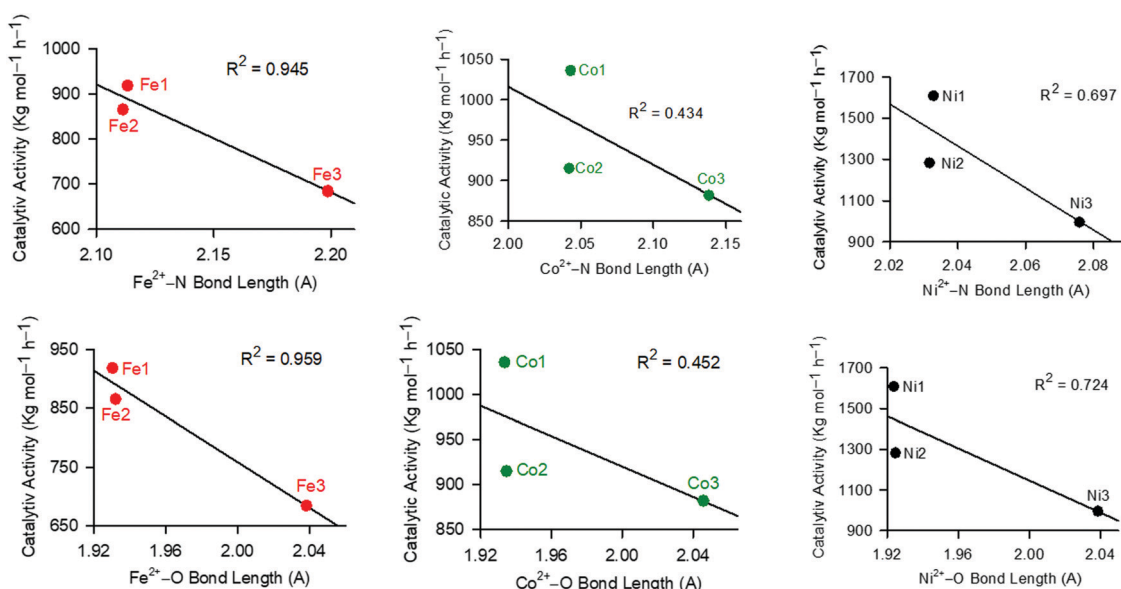 Catalytiv Activity (Kg mol⁻¹ h⁻¹)
1000
900
800
700
600
R² = 0.945
Fe1
Fe2
Fe3
2.10
2.15
2.20
Fe²⁺–N Bond Length (A)
Catalytic Activity (Kg mol⁻¹ h⁻¹)
1050
1000
950
900
850
Co1
R² = 0.434
Co2
Co3
2.00
2.05
2.10
2.15
Co²⁺–N Bond Length (A)
Catalytiv Activity (Kg mol⁻¹ h⁻¹)
1700
1500
1300
1100
900
Ni1
R² = 0.697
Ni2
Ni3
2.02
2.04
2.06
2.08
Ni²⁺–N Bond Length (A)
Catalytiv Activity (Kg mol⁻¹ h⁻¹)
950
850
750
650
R² = 0.959
Fe1
Fe2
Fe3
1.92
1.96
2.00
2.04
Fe²⁺–O Bond Length (A)
Catalytic Activity (Kg mol⁻¹ h⁻¹)
1050
1000
950
900
850
Co1
R² = 0.452
Co2
Co3
1.92
1.96
2.00
2.04
Co²⁺–O Bond Length (A)
Catalytiv Activity (Kg mol⁻¹ h⁻¹)
1700
1500
1300
1100
900
Ni1
R² = 0.724
Ni2
Ni3
1.92
1.96
2.00
2.04
Ni²⁺–O Bond Length (A)